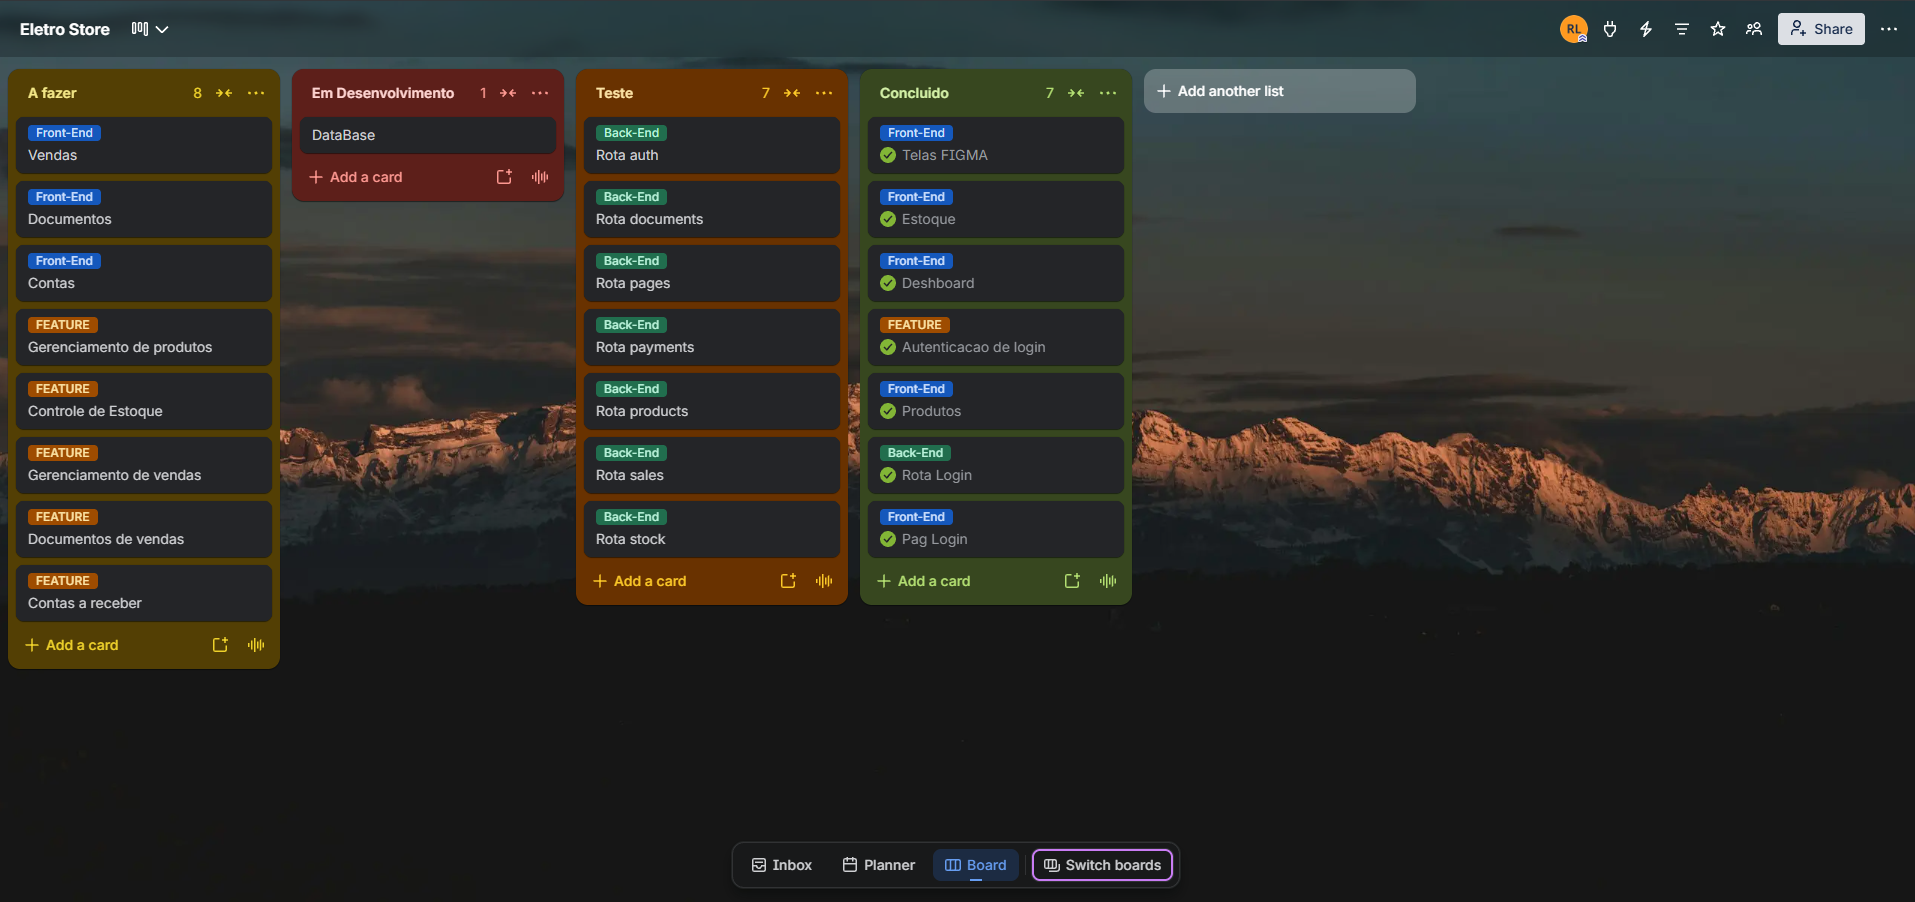 Eletro Store
RL
Share
A fazer 8
Front-End
Vendas
Front-End
Documentos
Front-End
Contas
FEATURE
Gerenciamento de produtos
FEATURE
Controle de Estoque
FEATURE
Gerenciamento de vendas
FEATURE
Documentos de vendas
FEATURE
Contas a receber
Add a card
Em Desenvolvimento 1
DataBase
Add a card
Teste 7
Back-End
Rota auth
Back-End
Rota documents
Back-End
Rota pages
Back-End
Rota payments
Back-End
Rota products
Back-End
Rota sales
Back-End
Rota stock
Add a card
Concluido 7
Front-End
Telas FIGMA
Front-End
Estoque
Front-End
Deshboard
FEATURE
Autenticacao de login
Front-End
Produtos
Back-End
Rota Login
Front-End
Pag Login
Add a card
Add another list
Inbox
Planner
Board
Switch boards